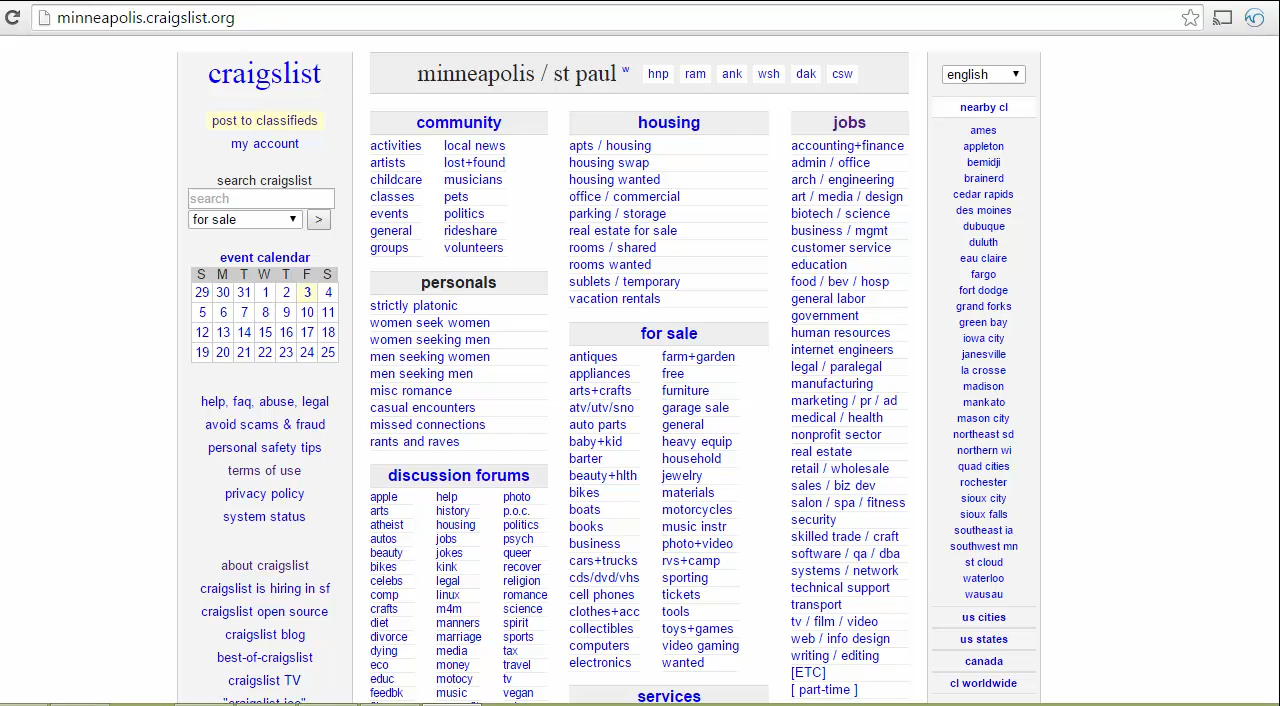 minneapolis.craigslist.org
craigslist
post to classifieds
my account
search craigslist
search
for sale
>
event calendar
S M T W T F S
29 30 31 1 2 3 4
5 6 7 8 9 10 11
12 13 14 15 16 17 18
19 20 21 22 23 24 25
help, faq, abuse, legal
avoid scams & fraud
personal safety tips
terms of use
privacy policy
system status
about craigslist
craigslist is hiring in sf
craigslist open source
craigslist blog
best-of-craigslist
craigslist TV
"craigslist joe"
minneapolis / st paul w hnp ram ank wsh dak csw
community
activities local news
artists lost+found
childcare musicians
classes pets
events politics
general rideshare
groups volunteers
personals
strictly platonic
women seek women
women seeking men
men seeking women
men seeking men
misc romance
casual encounters
missed connections
rants and raves
discussion forums
apple help photo
arts history p.o.c.
atheist housing politics
autos jobs psych
beauty jokes queer
bikes kink recover
celebs legal religion
comp linux romance
crafts m4m science
diet manners spirit
divorce marriage sports
dying media tax
eco money travel
educ motocy tv
feedbk music vegan
housing
apts / housing
housing swap
housing wanted
office / commercial
parking / storage
real estate for sale
rooms / shared
rooms wanted
sublets / temporary
vacation rentals
for sale
antiques farm+garden
appliances free
arts+crafts furniture
atv/utv/sno garage sale
auto parts general
baby+kid heavy equip
barter household
beauty+hlth jewelry
bikes materials
boats motorcycles
books music instr
business photo+video
cars+trucks rvs+camp
cds/dvd/vhs sporting
cell phones tickets
clothes+acc tools
collectibles toys+games
computers video gaming
electronics wanted
services
jobs
accounting+finance
admin / office
arch / engineering
art / media / design
biotech / science
business / mgmt
customer service
education
food / bev / hosp
general labor
government
human resources
internet engineers
legal / paralegal
manufacturing
marketing / pr / ad
medical / health
nonprofit sector
real estate
retail / wholesale
sales / biz dev
salon / spa / fitness
security
skilled trade / craft
software / qa / dba
systems / network
technical support
transport
tv / film / video
web / info design
writing / editing
[ETC]
[ part-time ]
english
nearby cl
ames
appleton
bemidji
brainerd
cedar rapids
des moines
dubuque
duluth
eau claire
fargo
fort dodge
grand forks
green bay
iowa city
janesville
la crosse
madison
mankato
mason city
northeast sd
northern wi
quad cities
rochester
sioux city
sioux falls
southeast ia
southwest mn
st cloud
waterloo
wausau
us cities
us states
canada
cl worldwide